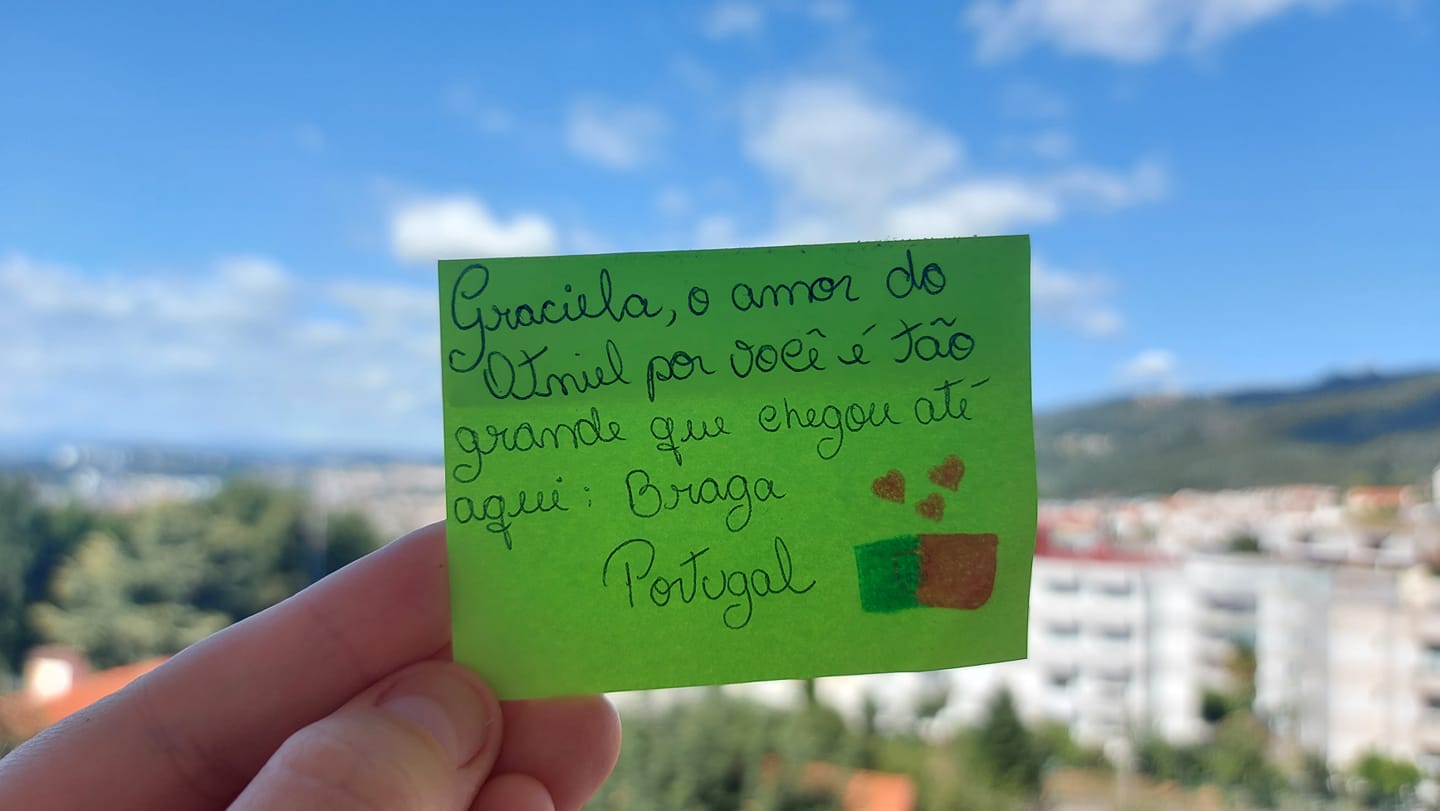 Graciela, o amor do
Otniel por você é tão
grande que chegou até
aqui: Braga
Portugal